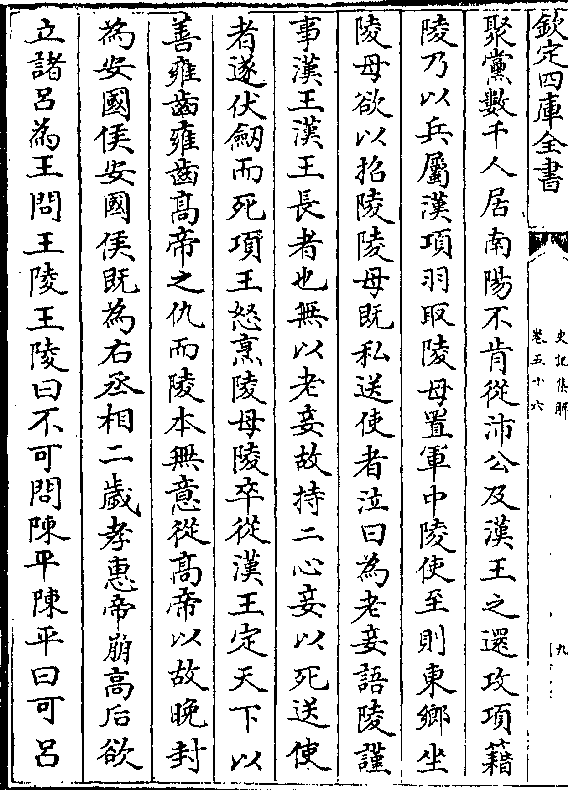 欽定四庫全書
史記集解
卷五十六
九
聚黨數千人居南陽不肯從沛公及漢王之還攻項籍
陵乃以兵屬漢項羽取陵母置軍中陵使至則東鄉坐
陵母欲以招陵陵母既私送使者泣曰為老妾語陵謹
事漢王漢王長者也無以老妾故持二心妾以死送使
者遂伏劒而死項王怒烹陵母陵卒從漢王定天下以
善雍齒雍齒髙帝之仇而陵本無意從髙帝以故晚封
為安國侯安國侯既為右丞相二歲孝惠帝崩高后欲
立諸呂為王問王陵王陵曰不可問陳平陳平曰可呂